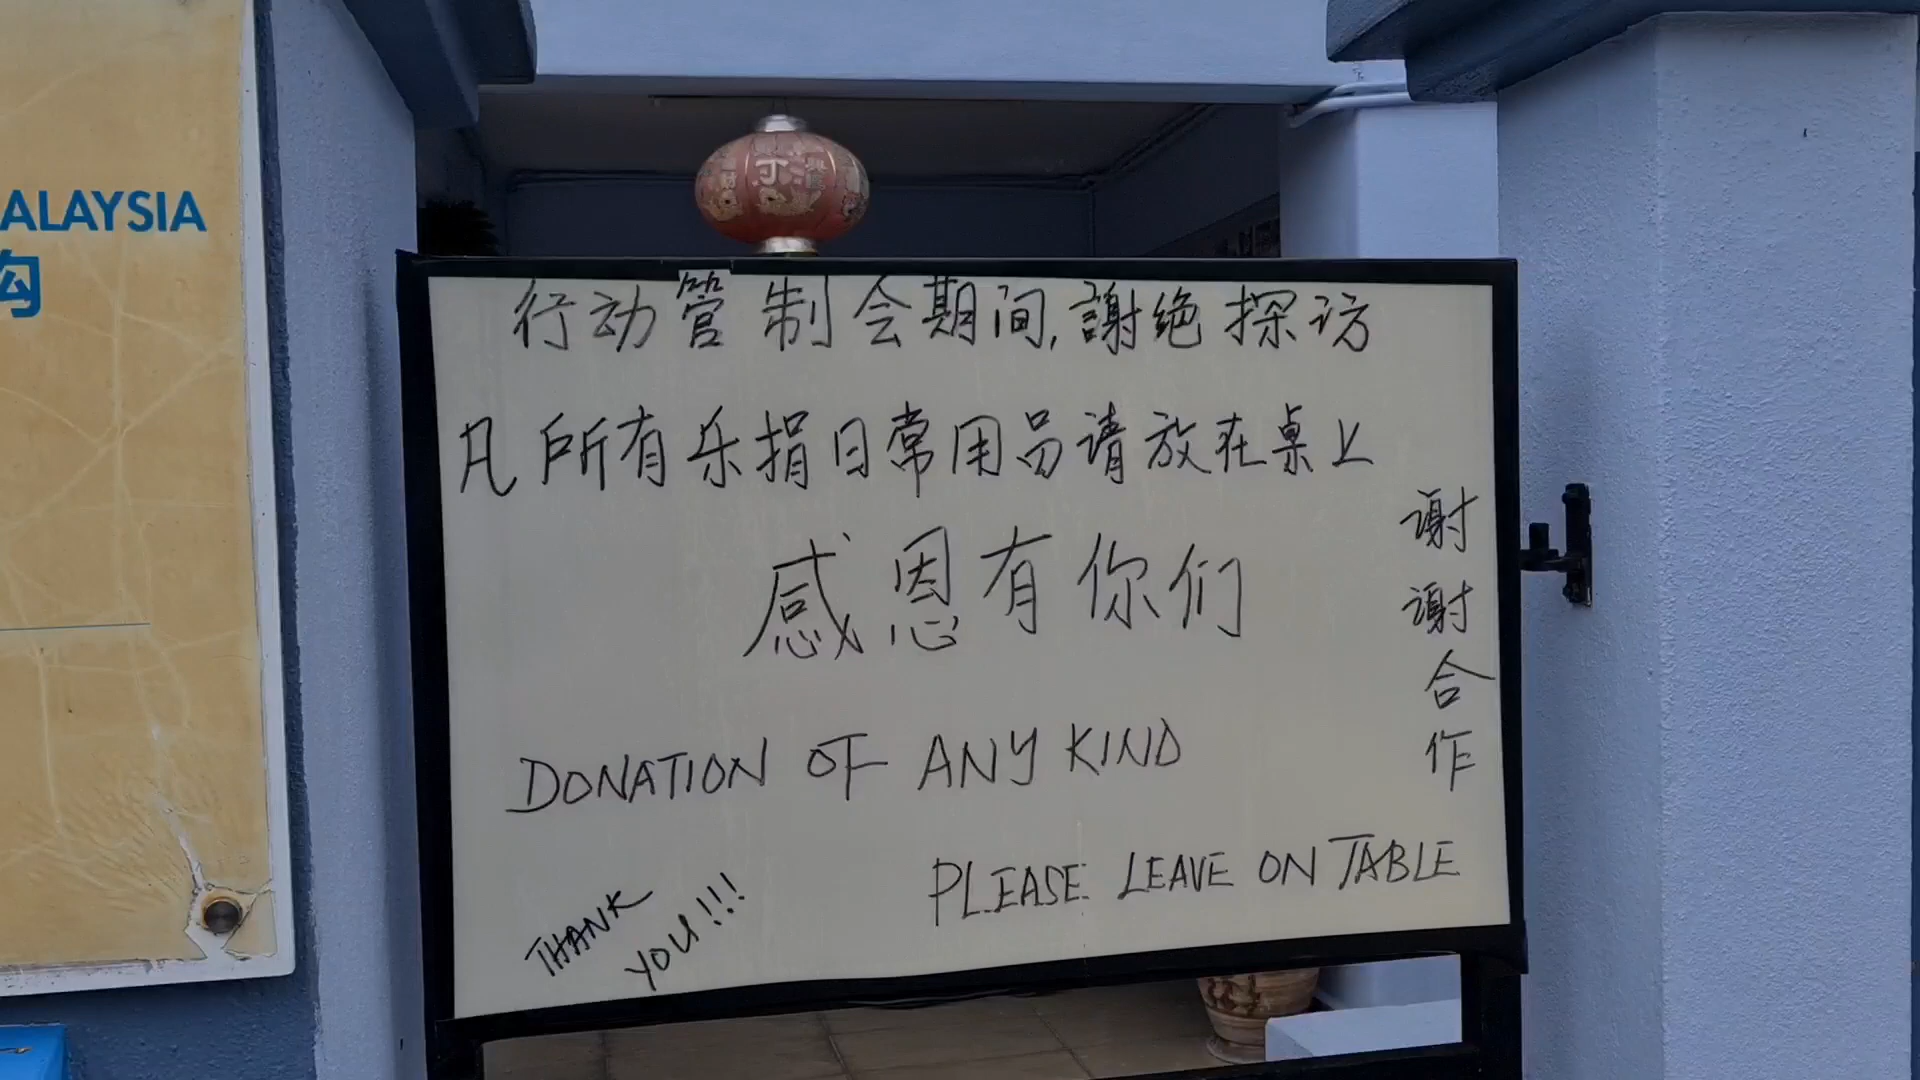 ALAYSIA
沟
行动管制会期间,謝绝探访
凡所有乐捐日常用品请放在桌上
感恩有你们
谢谢合作
DONATION OF ANY KIND
PLEASE LEAVE ON TABLE
THANK
YOU!!!